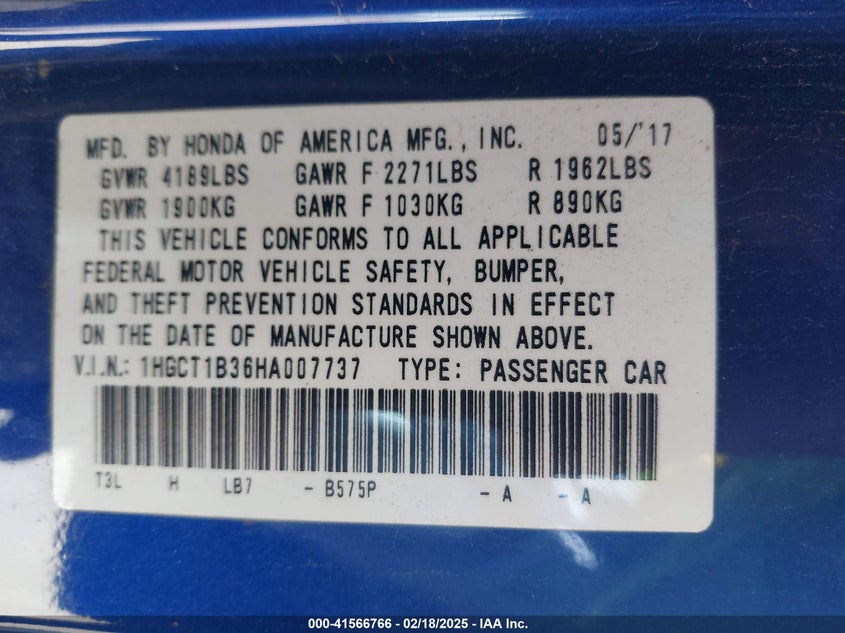 MFD. BY HONDA OF AMERICA MFG., INC. 05/'17
GVWR 4189LBS GAWR F 2271LBS R 1962LBS
GVWR 1900KG GAWR F 1030KG R 890KG
THIS VEHICLE CONFORMS TO ALL APPLICABLE
FEDERAL MOTOR VEHICLE SAFETY, BUMPER,
AND THEFT PREVENTION STANDARDS IN EFFECT
ON THE DATE OF MANUFACTURE SHOWN ABOVE.
V.I.N.: 1HGCT1B36HA007737 TYPE: PASSENGER CAR
T3L H LB7 - B575P - A - A
000-41566766 - 02/18/2025 - IAA Inc.